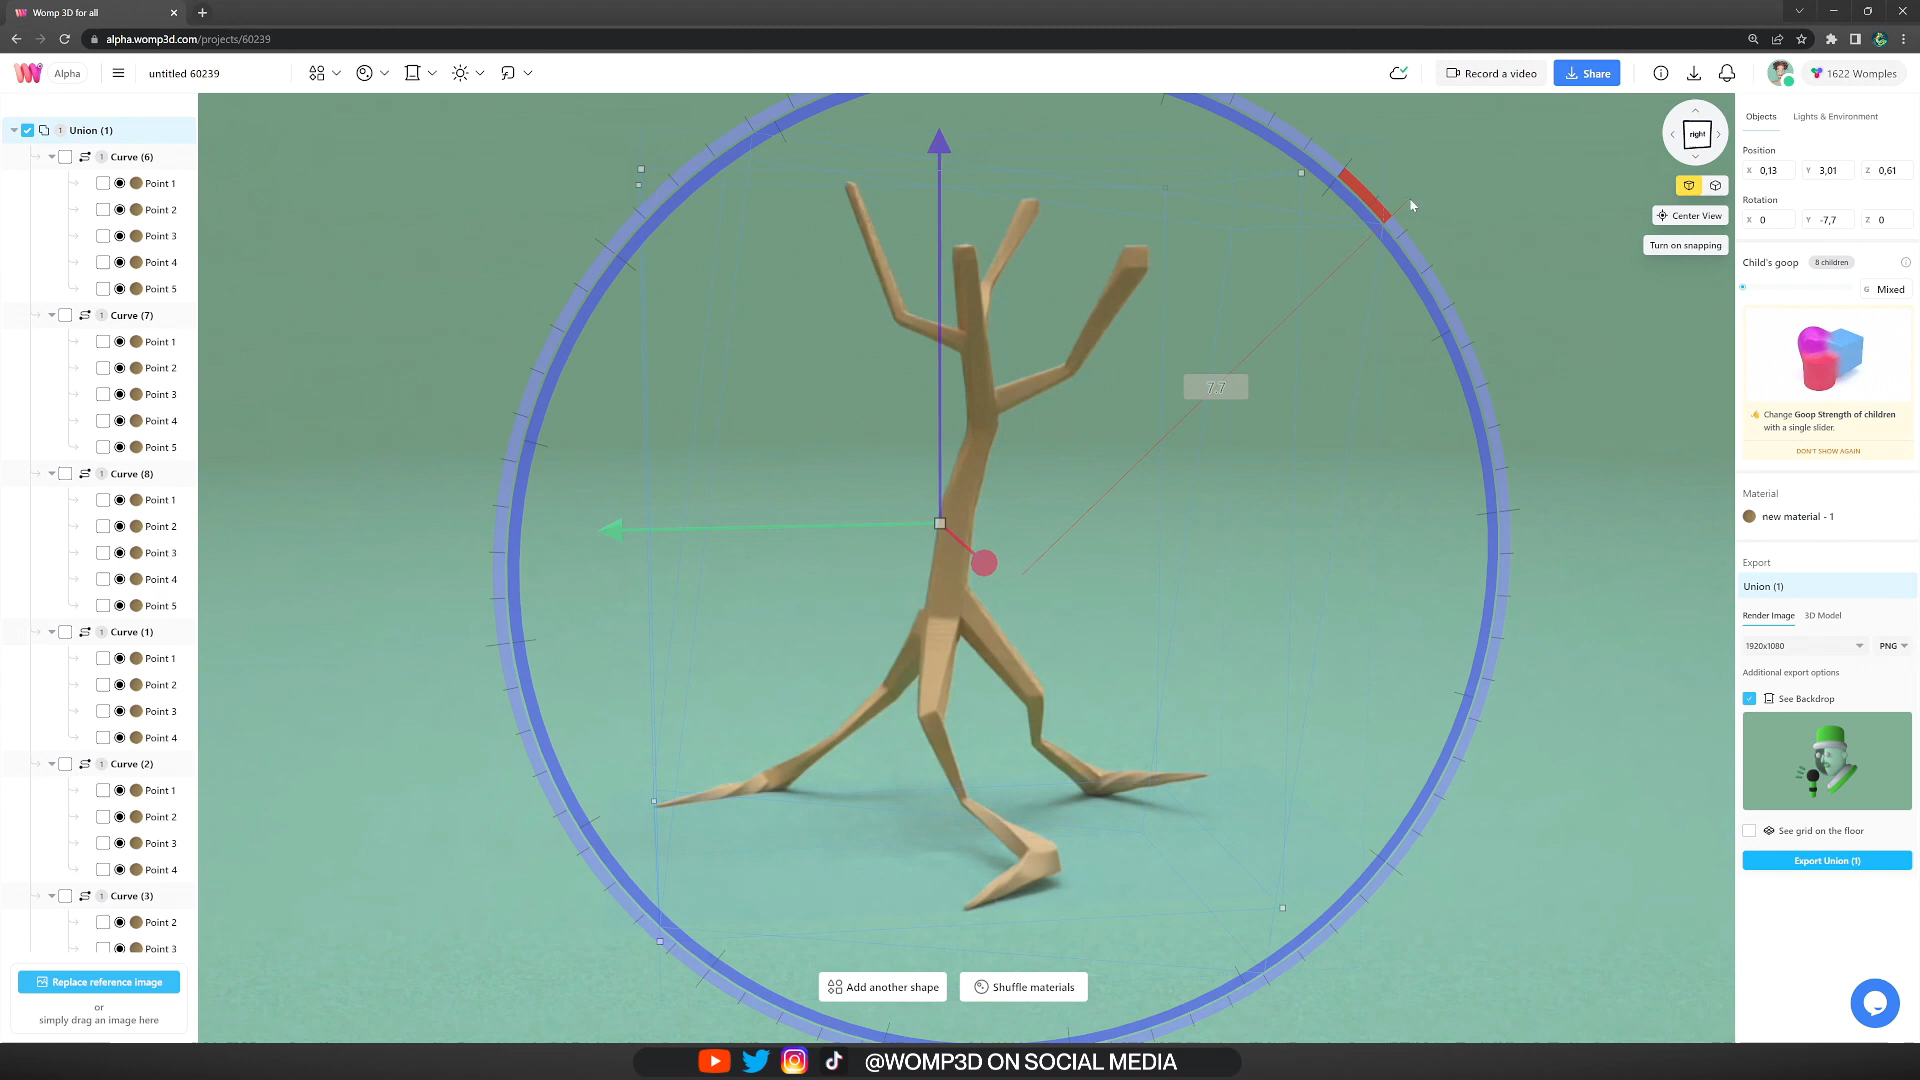 Womp 3D for all
alpha.womp3d.com/projects/60239
Alpha
untitled 60239
Record a video
Share
1622 Womples
1 Union (1)
1 Curve (6)
Point 1
Point 2
Point 3
Point 4
Point 5
1 Curve (7)
Point 1
Point 2
Point 3
Point 4
Point 5
1 Curve (8)
Point 1
Point 2
Point 3
Point 4
Point 5
1 Curve (1)
Point 1
Point 2
Point 3
Point 4
1 Curve (2)
Point 1
Point 2
Point 3
Point 4
1 Curve (3)
Point 2
Point 3
Replace reference image
or
simply drag an image here
7.7
Add another shape
Shuffle materials
right
Center View
Turn on snapping
Objects Lights & Environment
Position
X 0,13 Y 3,01 Z 0,61
Rotation
X 0 Y -7,7 Z 0
Child's goop 8 children
G Mixed
Change Goop Strength of children
with a single slider.
DON'T SHOW AGAIN
Material
new material - 1
Export
Union (1)
Render Image 3D Model
1920x1080 PNG
Additional export options
See Backdrop
See grid on the floor
Export Union (1)
@WOMP3D ON SOCIAL MEDIA